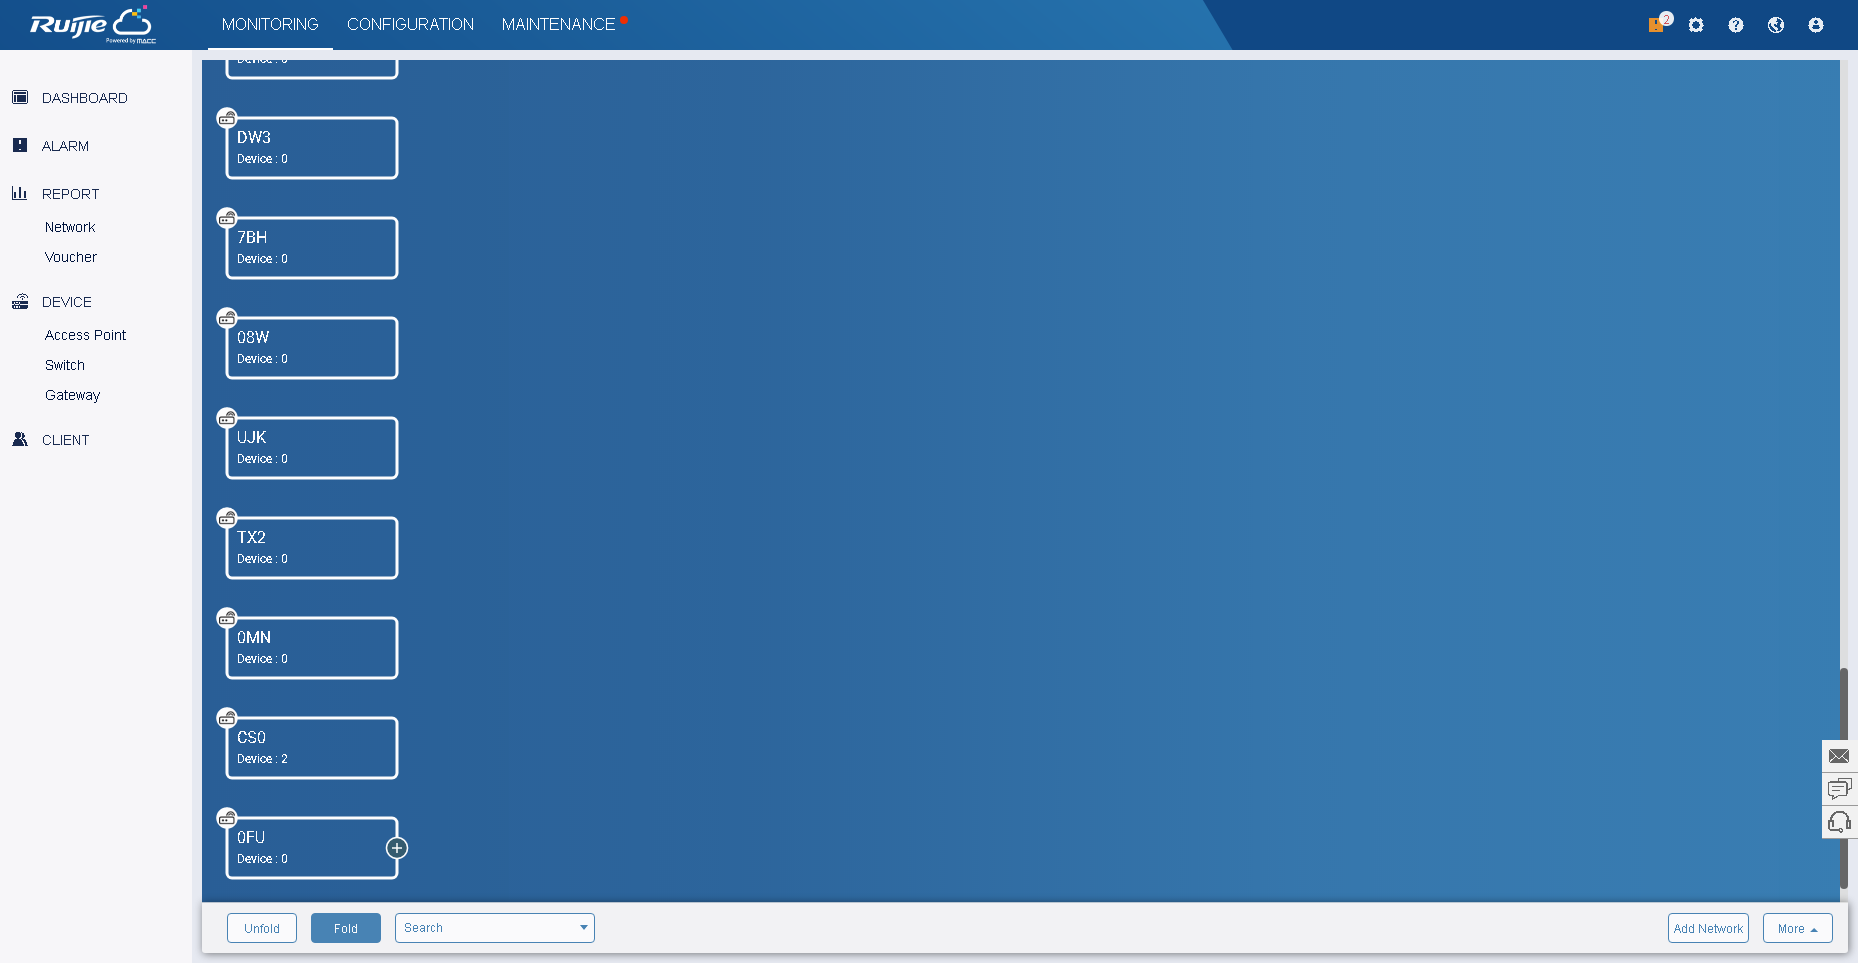 Ruijie
Powered by MACC
MONITORING
CONFIGURATION
MAINTENANCE
2
DASHBOARD
ALARM
REPORT
Network
Voucher
DEVICE
Access Point
Switch
Gateway
CLIENT
Device : 0
DW3
Device : 0
7BH
Device : 0
08W
Device : 0
UJK
Device : 0
TX2
Device : 0
0MN
Device : 0
CS0
Device : 2
0FU
Device : 0
Unfold
Fold
Search
Add Network
More